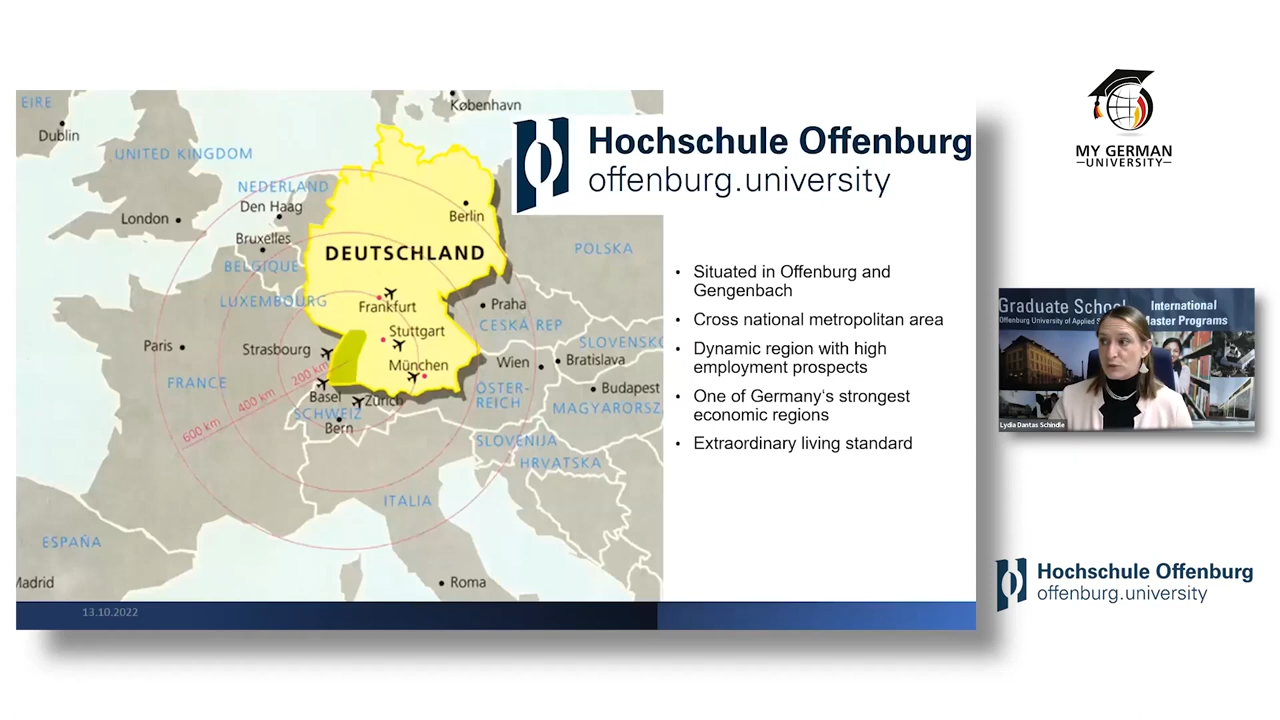 EIRE
Dublin
UNITED KINGDOM
London
NEDERLAND
Den Haag
Bruxelles
BELGIQUE
LUXEMBOURG
Paris
FRANCE
Strasbourg
København
Berlin
DEUTSCHLAND
Frankfurt
Stuttgart
München
Basel
Zürich
SCHWEIZ
Bern
200 km
400 km
600 km
POLSKA
Praha
ČESKÁ REP
SLOVENSKO
Wien
Bratislava
Budapest
ÖSTER-
REICH
MAGYARORSZ
SLOVENIJA
HRVATSKA
ITALIA
Roma
ESPAÑA
Madrid
13.10.2022
Hochschule Offenburg
offenburg.university
• Situated in Offenburg and
Gengenbach
• Cross national metropolitan area
• Dynamic region with high
employment prospects
• One of Germany‘s strongest
economic regions
• Extraordinary living standard
MY GERMAN
UNIVERSITY
Graduate School
Offenburg University of Applied
International
Master Programs
Lydia Dantas Schindle
Hochschule Offenburg
offenburg.university